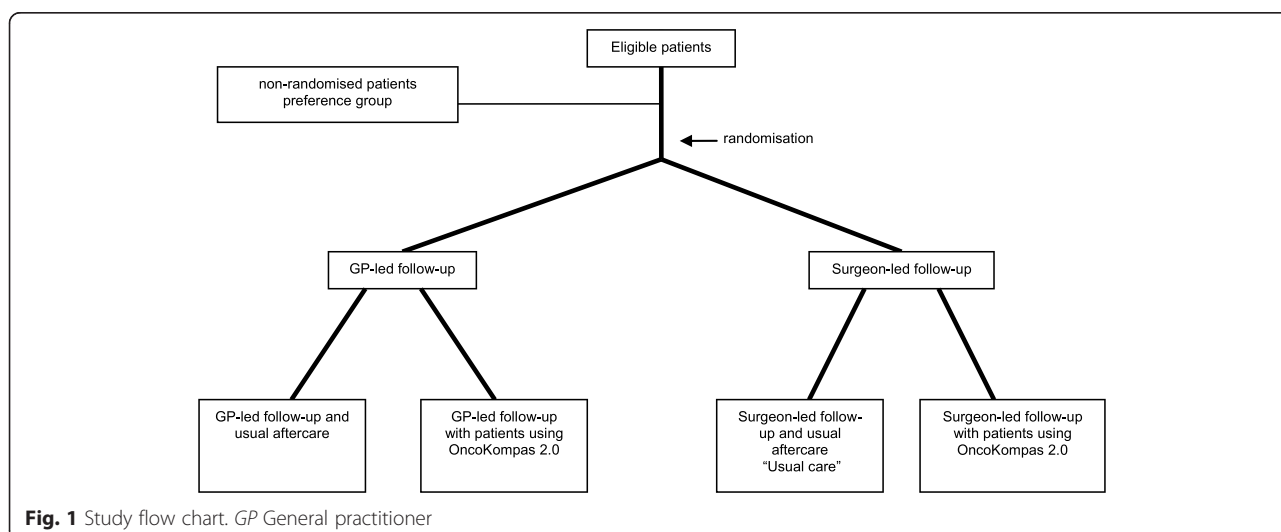 Eligible patients
non-randomised patients
preference group
randomisation
GP-led follow-up
Surgeon-led follow-up
GP-led follow-up and
usual aftercare
GP-led follow-up
with patients using
OncoKompas 2.0
Surgeon-led follow-
up and usual
aftercare
“Usual care”
Surgeon-led follow-up
with patients using
OncoKompas 2.0
Fig. 1 Study flow chart. GP General practitioner